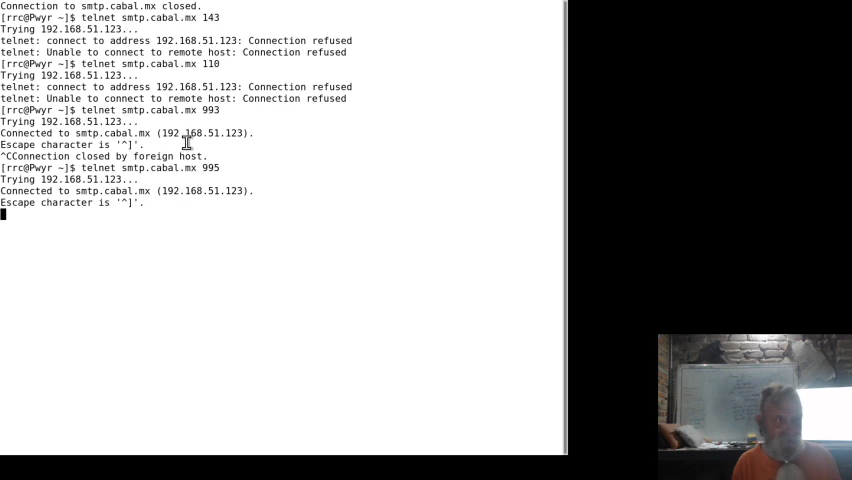 Connection to smtp.cabal.mx closed.
[rrc@Pwyr ~]$ telnet smtp.cabal.mx 143
Trying 192.168.51.123...
telnet: connect to address 192.168.51.123: Connection refused
telnet: Unable to connect to remote host: Connection refused
[rrc@Pwyr ~]$ telnet smtp.cabal.mx 110
Trying 192.168.51.123...
telnet: connect to address 192.168.51.123: Connection refused
telnet: Unable to connect to remote host: Connection refused
[rrc@Pwyr ~]$ telnet smtp.cabal.mx 993
Trying 192.168.51.123...
Connected to smtp.cabal.mx (192.168.51.123).
Escape character is '^]'.
^CConnection closed by foreign host.
[rrc@Pwyr ~]$ telnet smtp.cabal.mx 995
Trying 192.168.51.123...
Connected to smtp.cabal.mx (192.168.51.123).
Escape character is '^]'.